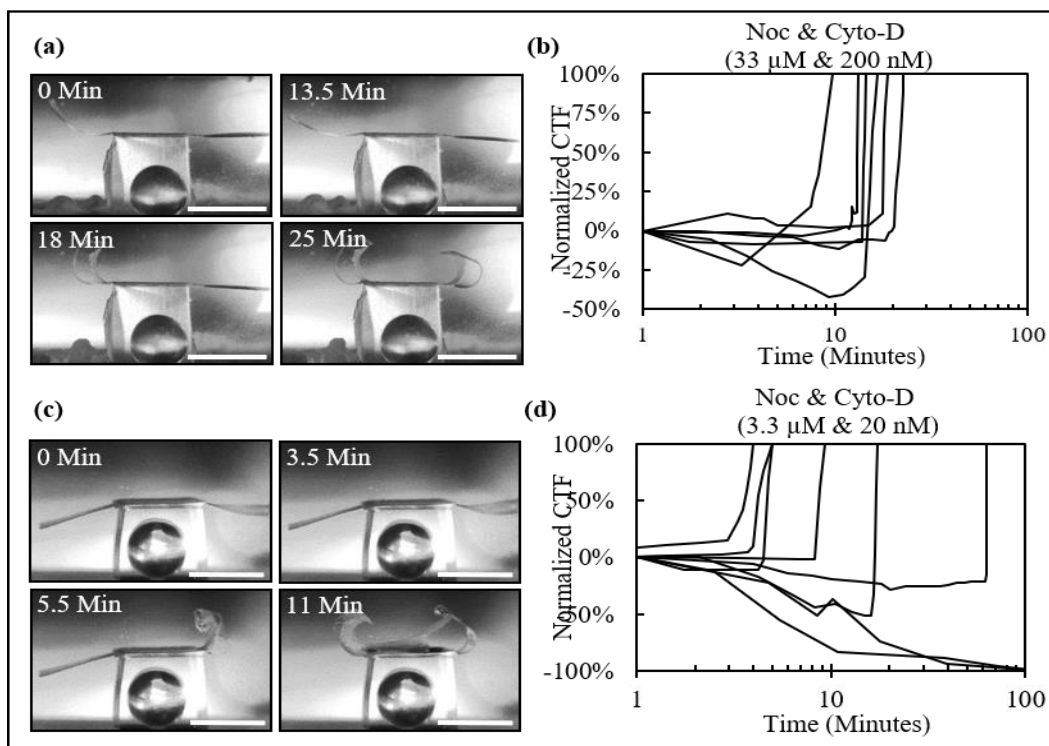 (a)
0 Min
13.5 Min
18 Min
25 Min
(b)
Noc & Cyto-D
(33 μM & 200 nM)
Normalized CTF
100%
75%
50%
25%
0%
-25%
-50%
1
10
100
Time (Minutes)
(c)
0 Min
3.5 Min
5.5 Min
11 Min
(d)
Noc & Cyto-D
(3.3 μM & 20 nM)
Normalized CTF
100%
50%
0%
-50%
-100%
1
10
100
Time (Minutes)